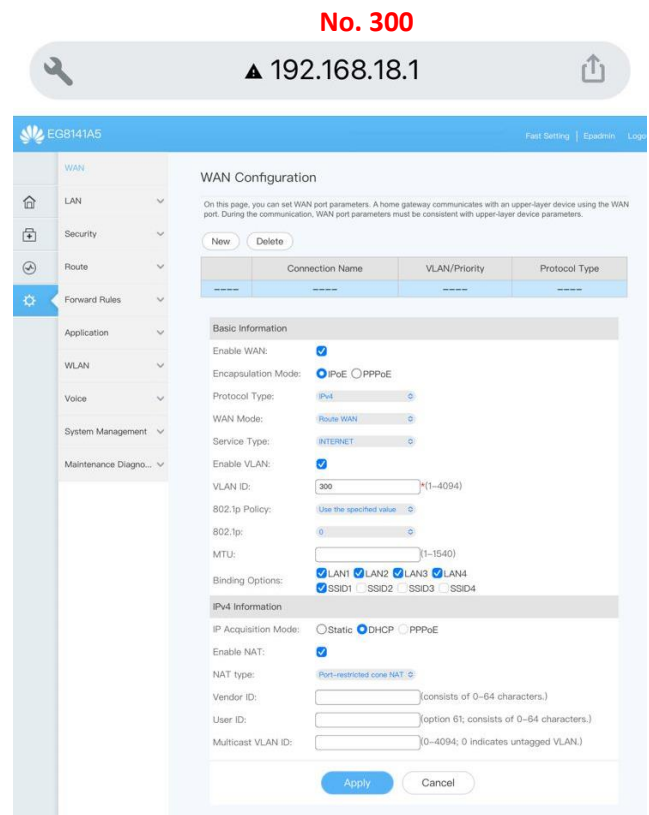 No. 300
192.168.18.1
EG8141A5
Fast Setting | Epadmin Logo
WAN
LAN
Security
Route
Forward Rules
Application
WLAN
Voice
System Management
Maintenance Diagno...
WAN Configuration
On this page, you can set WAN port parameters. A home gateway communicates with an upper-layer device using the WAN
port. During the communication, WAN port parameters must be consistent with upper-layer device parameters.
New Delete
Connection Name VLAN/Priority Protocol Type
---- ---- ---- ----
Basic Information
Enable WAN:
Encapsulation Mode: IPoE PPPoE
Protocol Type: IPv4
WAN Mode: Route WAN
Service Type: INTERNET
Enable VLAN:
VLAN ID: 300 *(1–4094)
802.1p Policy: Use the specified value
802.1p: 0
MTU: (1–1540)
Binding Options: LAN1 LAN2 LAN3 LAN4
SSID1 SSID2 SSID3 SSID4
IPv4 Information
IP Acquisition Mode: Static DHCP PPPoE
Enable NAT:
NAT type: Port-restricted cone NAT
Vendor ID: (consists of 0–64 characters.)
User ID: (option 61; consists of 0–64 characters.)
Multicast VLAN ID: (0–4094; 0 indicates untagged VLAN.)
Apply Cancel